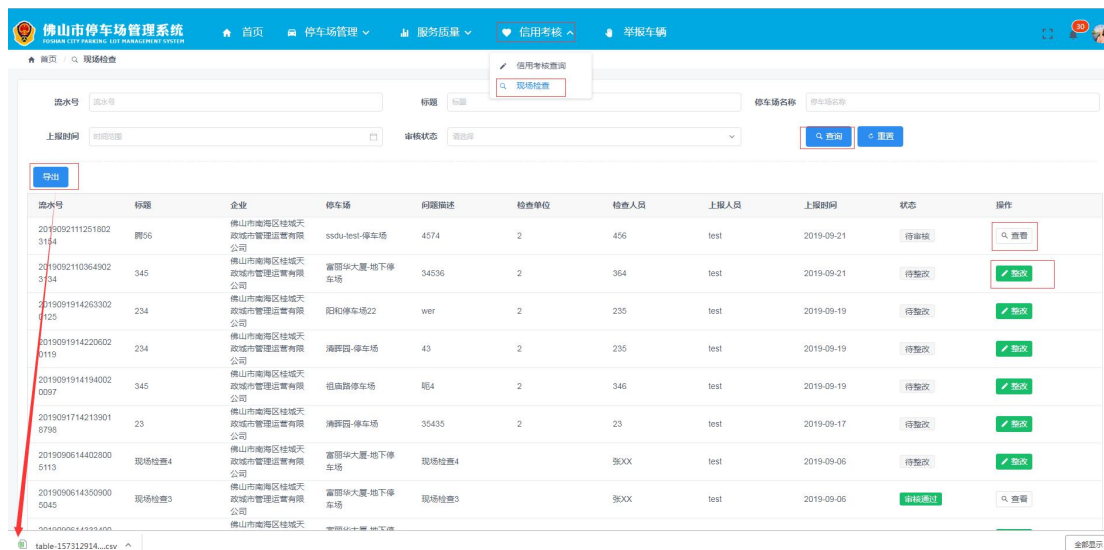 佛山市停车场管理系统
FOSHAN CITY PARKING LOT MANAGEMENT SYSTEM
首页
停车场管理
服务质量
信用考核
举报车辆
30
首页 / 现场检查
信用考核查询
现场检查
流水号 流水号
标题 标题
停车场名称 停车场名称
上报时间 时间范围
审核状态 请选择
查询
重置
导出
流水号 标题 企业 停车场 问题描述 检查单位 检查人员 上报人员 上报时间 状态 操作
2019092111251802
3154
腾56
佛山市南海区桂城天
政城市管理运营有限
公司
ssdu-test-停车场
4574 2 456 test 2019-09-21 待审核 查看
2019092110364902
3134
345
佛山市南海区桂城天
政城市管理运营有限
公司
富丽华大厦-地下停
车场
34536 2 364 test 2019-09-21 待整改 整改
2019091914263302
0125
234
佛山市南海区桂城天
政城市管理运营有限
公司
阳和停车场22
wer 2 235 test 2019-09-19 待整改 整改
2019091914220602
0119
234
佛山市南海区桂城天
政城市管理运营有限
公司
清晖园-停车场
43 2 235 test 2019-09-19 待整改 整改
2019091914194002
0097
345
佛山市南海区桂城天
政城市管理运营有限
公司
祖庙路停车场
呃4 2 346 test 2019-09-19 待整改 整改
2019091714213901
8798
23
佛山市南海区桂城天
政城市管理运营有限
公司
清晖园-停车场
35435 2 23 test 2019-09-17 待整改 整改
2019090614402800
5113
现场检查4
佛山市南海区桂城天
政城市管理运营有限
公司
富丽华大厦-地下停
车场
现场检查4 张XX test 2019-09-06 待整改 整改
2019090614350900
5045
现场检查3
佛山市南海区桂城天
政城市管理运营有限
公司
富丽华大厦-地下停
车场
现场检查3 张XX test 2019-09-06 审核通过 查看
佛山市南海区桂城天
table-157312914....csv
全部显示